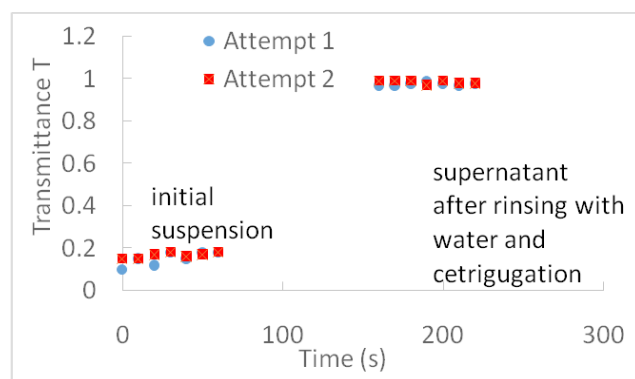 Transmittance T
1.2
1
0.8
0.6
0.4
0.2
0
Attempt 1
Attempt 2
initial
suspension
supernatant
after rinsing with
water and
cetrigugation
0
100
200
300
Time (s)